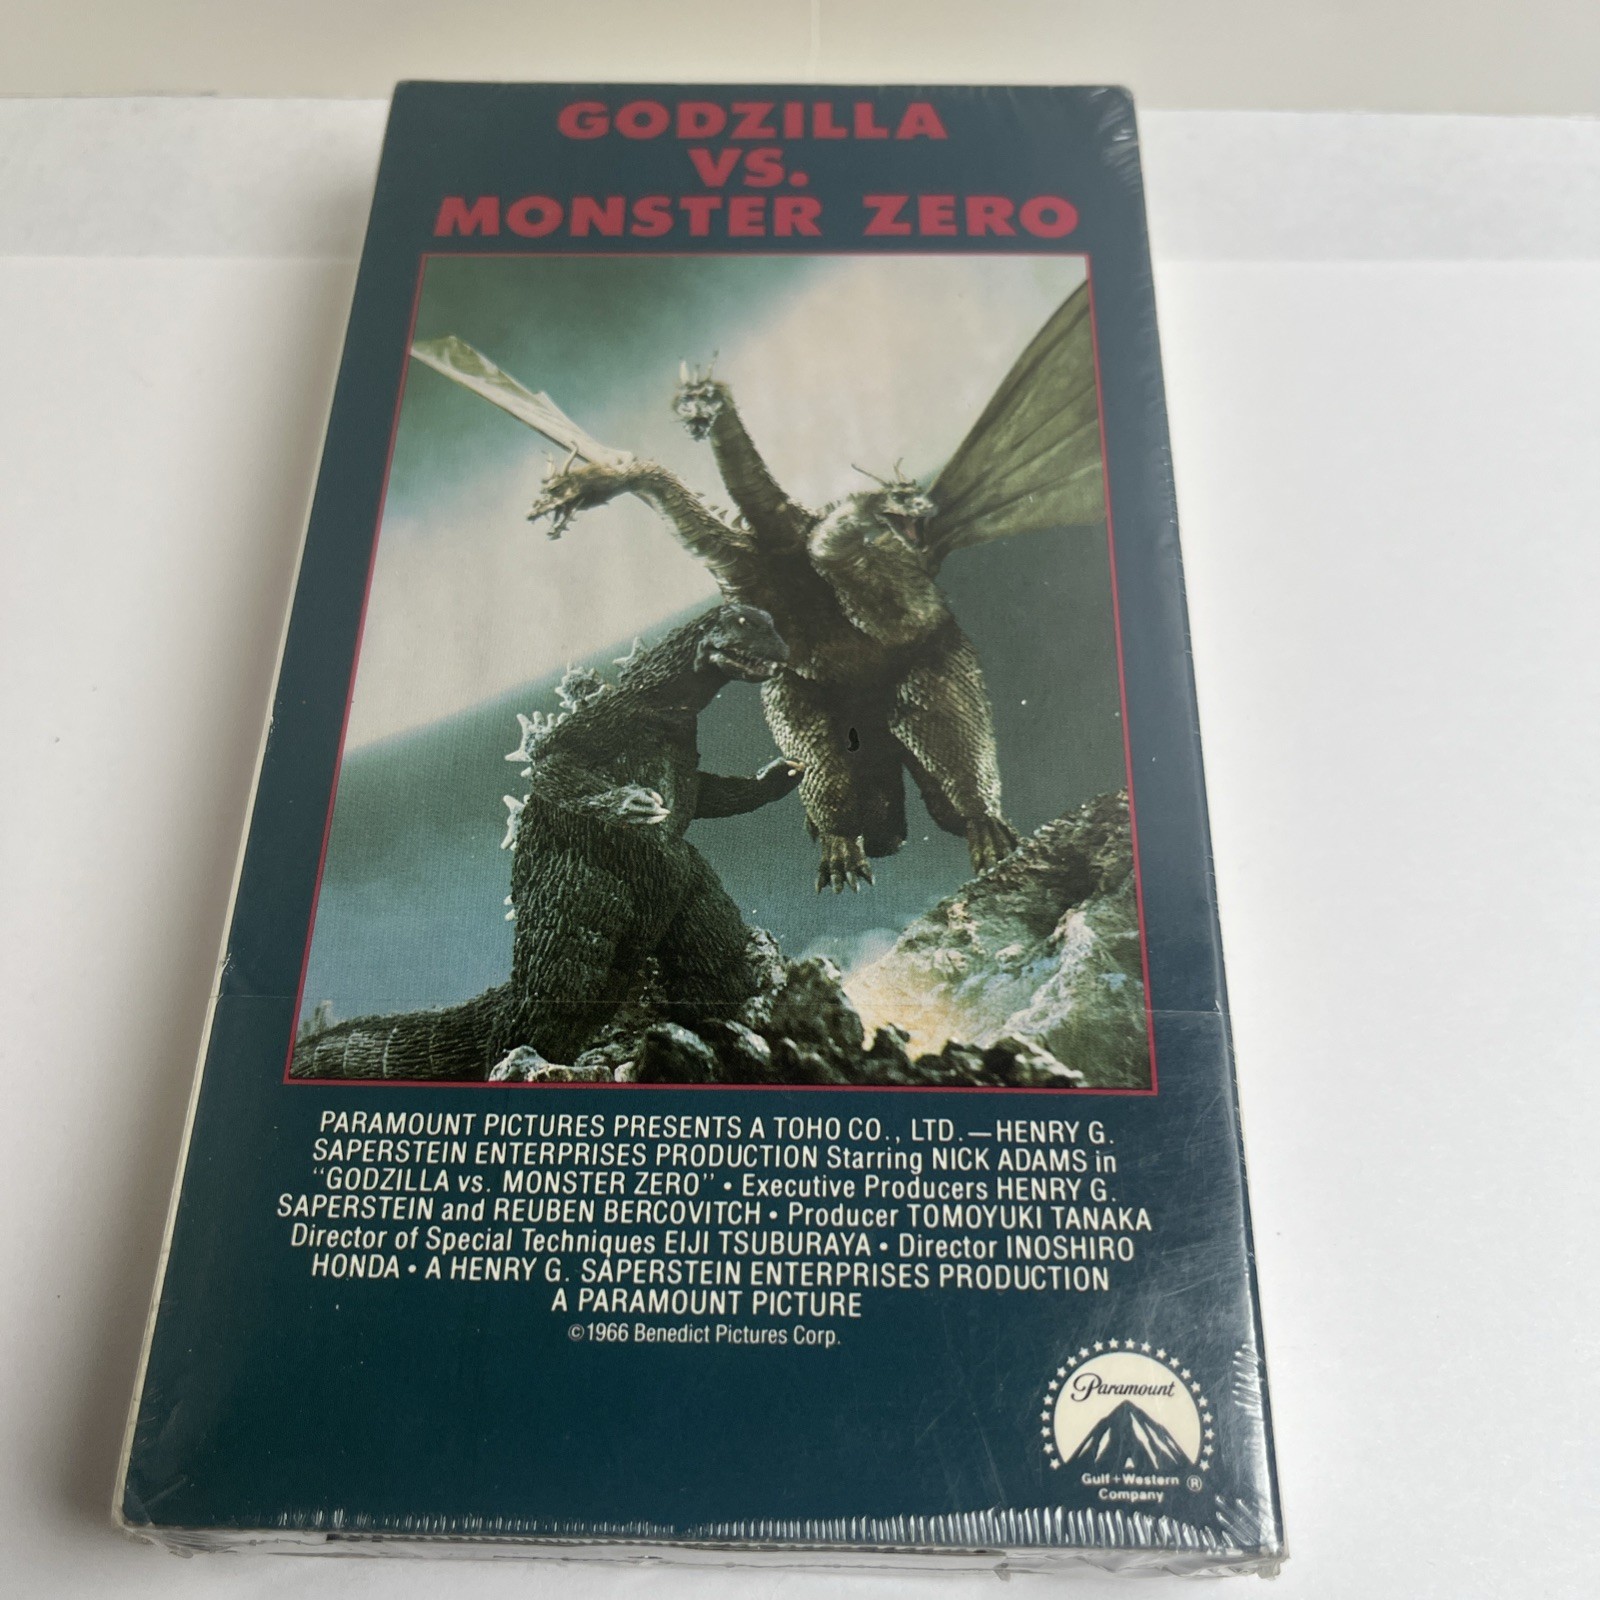 GODZILLA
VS.
MONSTER ZERO
PARAMOUNT PICTURES PRESENTS A TOHO CO., LTD.—HENRY G.
SAPERSTEIN ENTERPRISES PRODUCTION Starring NICK ADAMS in
"GODZILLA vs. MONSTER ZERO" • Executive Producers HENRY G.
SAPERSTEIN and REUBEN BERCOVITCH • Producer TOMOYUKI TANAKA
Director of Special Techniques EIJI TSUBURAYA • Director INOSHIRO
HONDA • A HENRY G. SAPERSTEIN ENTERPRISES PRODUCTION
A PARAMOUNT PICTURE
©1966 Benedict Pictures Corp.
Paramount
A
Gulf+Western
Company ®